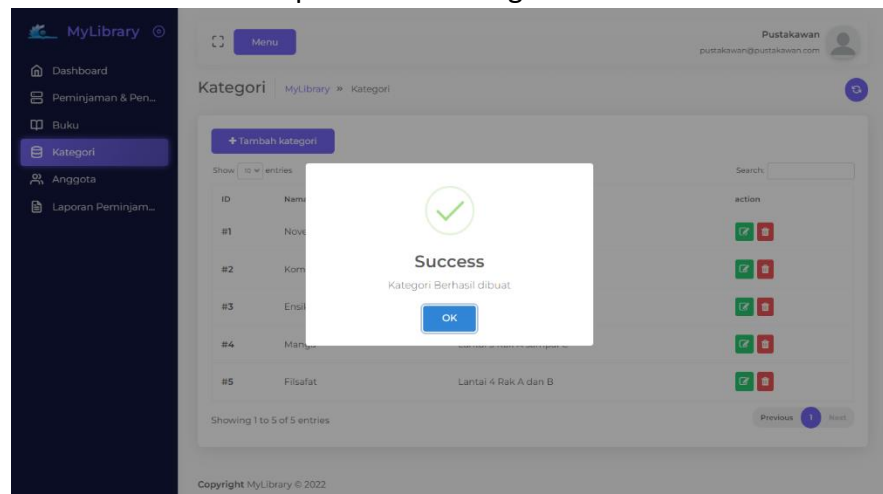 MyLibrary
Menu
Pustakawan
pustakawan@pustakawan.com
Dashboard
Peminjaman & Pen...
Buku
Kategori
Anggota
Laporan Peminjam...
Kategori MyLibrary » Kategori
+ Tambah kategori
Show 10 entries
Search:
ID action
#1
#2
#3
#4
#5 Filsafat Lantai 4 Rak A dan B
Success
Kategori Berhasil dibuat
OK
Showing 1 to 5 of 5 entries
Previous 1 Next
Copyright MyLibrary © 2022